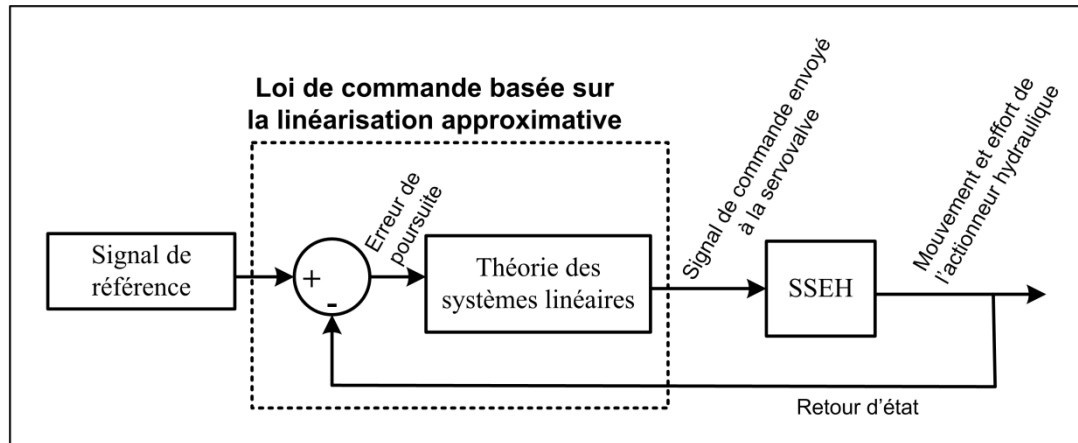 Loi de commande basée sur
la linéarisation approximative
Signal de
référence
+
-
Erreur de
poursuite
Théorie des
systèmes linéaires
Signal de commande envoyé
à la servovalve
SSEH
Mouvement et effort de
l'actionneur hydraulique
Retour d'état